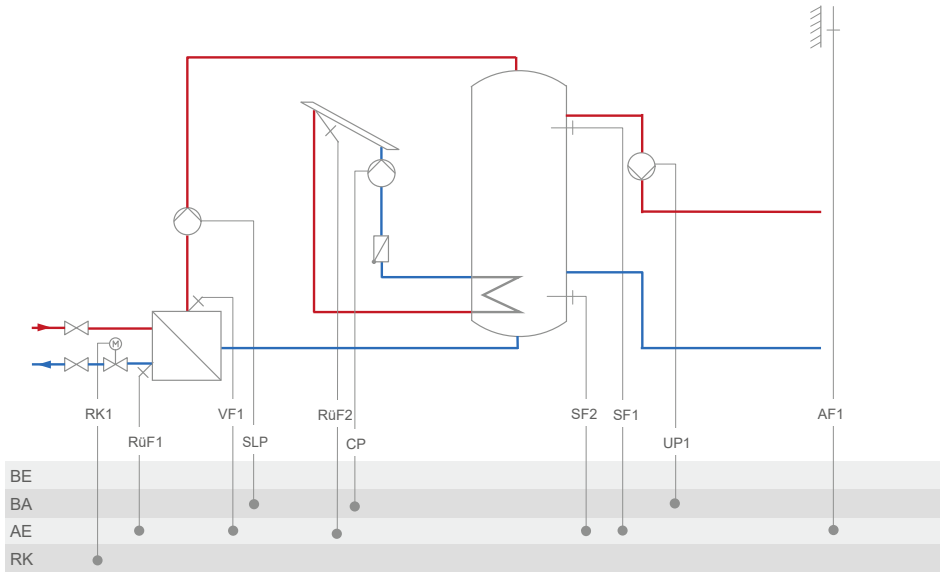 M
RK1
VF1
RüF2
SF2
SF1
AF1
RüF1
SLP
CP
UP1
BE
BA
AE
RK